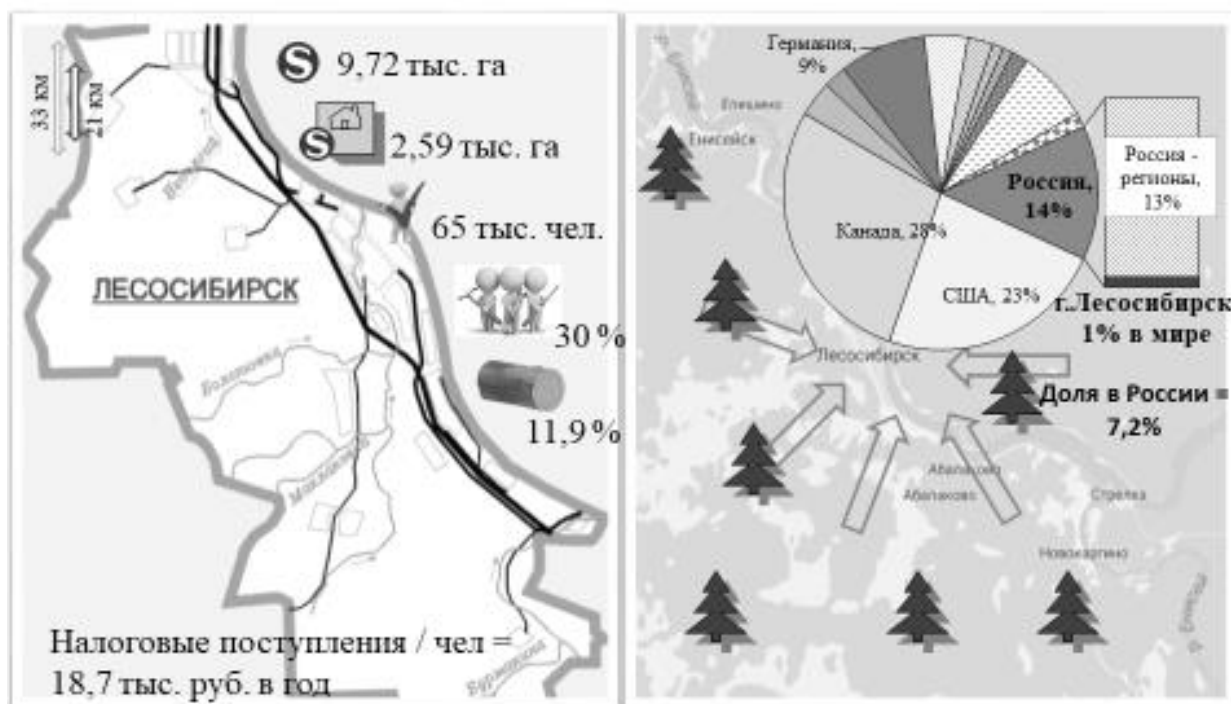 33 км
21 км
S 9,72 тыс. га
S 2,59 тыс. га
65 тыс. чел.
30 %
11,9 %
ЛЕСОСИБИРСК
Маклаковка
Налоговые поступления / чел =
18,7 тыс. руб. в год
Енисейск
Германия,
9%
Россия,
14%
Россия -
регионы,
13%
Канада, 28%
США, 23%
г..Лесосибирск
1% в мире
Лесосибирск
Доля в России =
7,2%
Абалаково
Абалаково
Стрелка